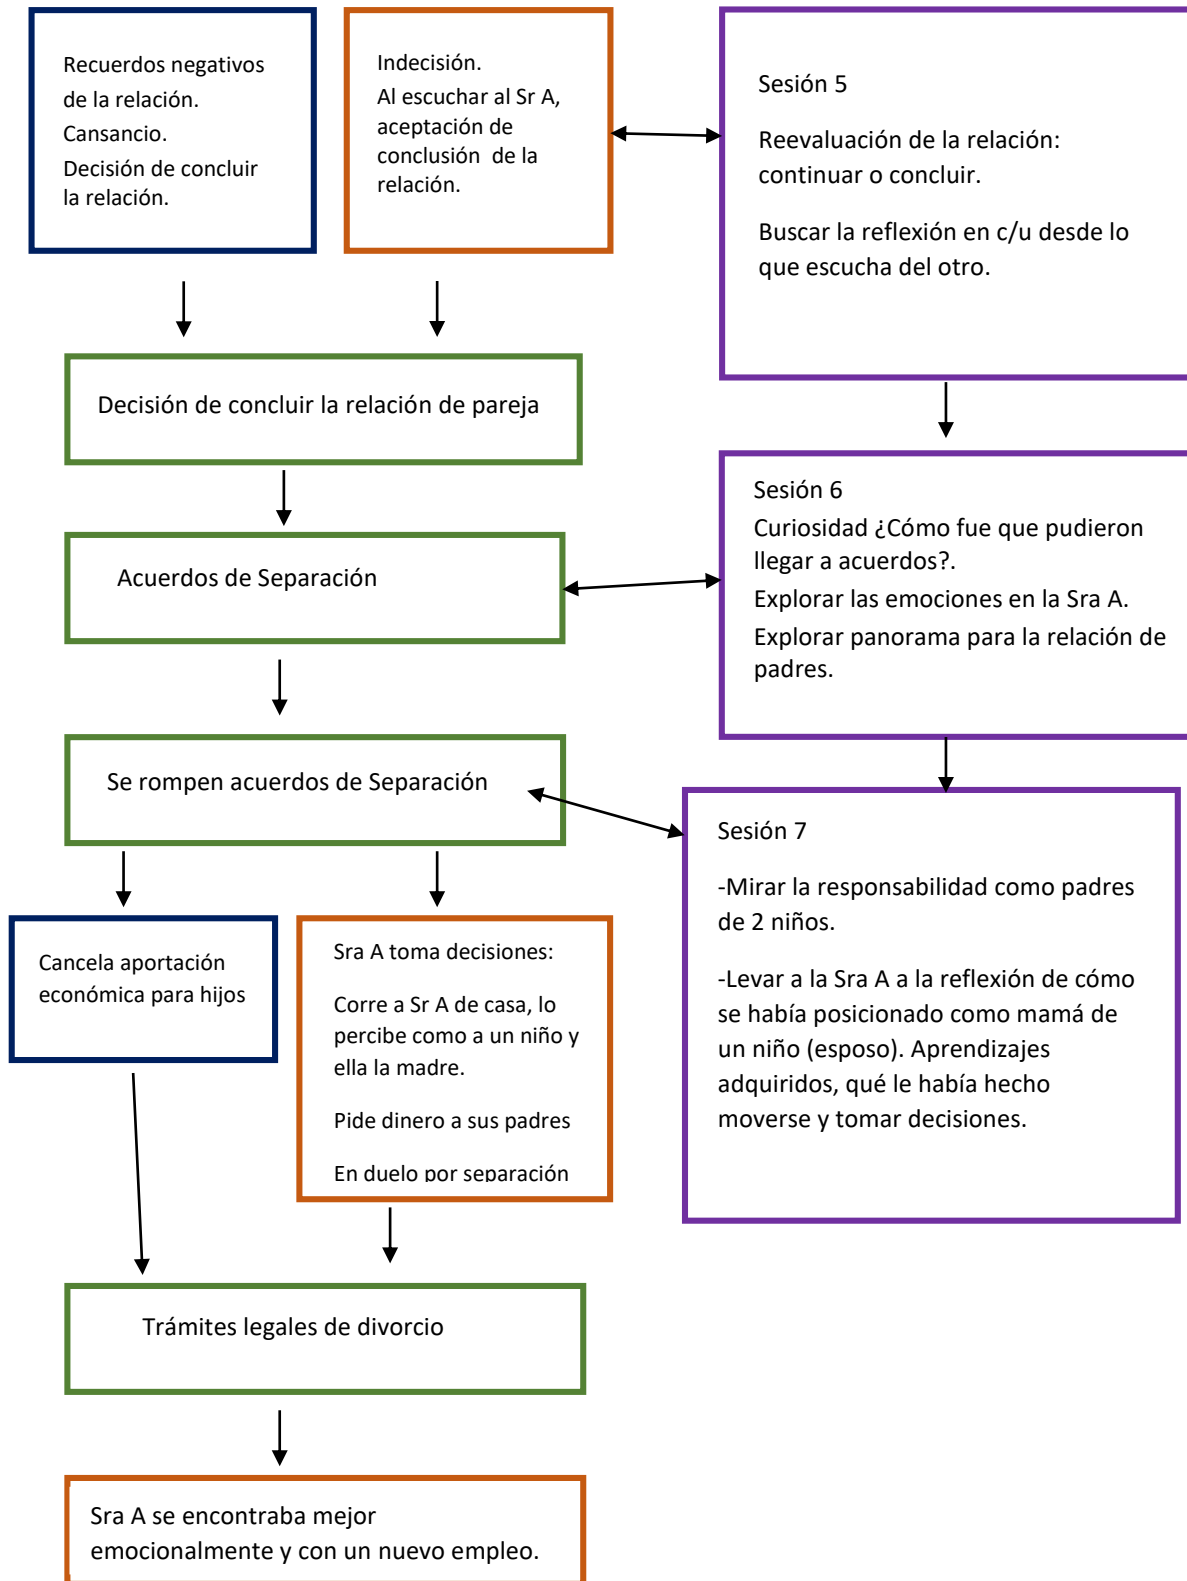 Recuerdos negativos
de la relación.
Cansancio.
Decisión de concluir
la relación.
Indecisión.
Al escuchar al Sr A,
aceptación de
conclusión de la
relación.
Sesión 5
Reevaluación de la relación:
continuar o concluir.
Buscar la reflexión en c/u desde lo
que escucha del otro.
Decisión de concluir la relación de pareja
Sesión 6
Curiosidad ¿Cómo fue que pudieron
llegar a acuerdos?.
Explorar las emociones en la Sra A.
Explorar panorama para la relación de
padres.
Acuerdos de Separación
Se rompen acuerdos de Separación
Sesión 7
-Mirar la responsabilidad como padres
de 2 niños.
-Levar a la Sra A a la reflexión de cómo
se había posicionado como mamá de
un niño (esposo). Aprendizajes
adquiridos, qué le había hecho
moverse y tomar decisiones.
Cancela aportación
económica para hijos
Sra A toma decisiones:
Corre a Sr A de casa, lo
percibe como a un niño y
ella la madre.
Pide dinero a sus padres
En duelo por separación
Trámites legales de divorcio
Sra A se encontraba mejor
emocionalmente y con un nuevo empleo.